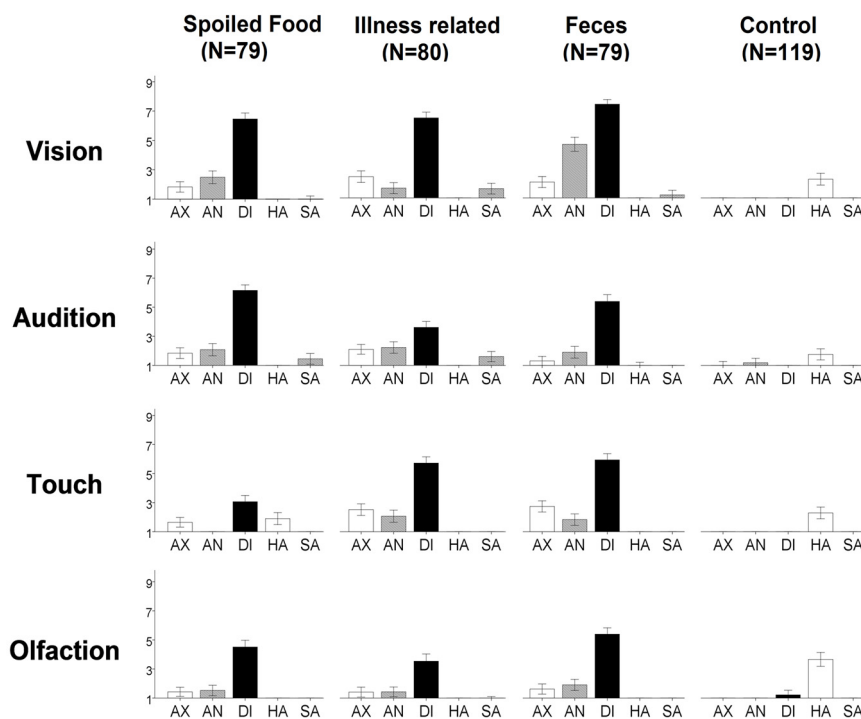 Spoiled Food Illness related Feces Control
(N=79) (N=80) (N=79) (N=119)
9
7
Vision
5
3
1
AX AN DI HA SA AX AN DI HA SA AX AN DI HA SA AX AN DI HA SA
9
7
Audition
5
3
1
AX AN DI HA SA AX AN DI HA SA AX AN DI HA SA AX AN DI HA SA
9
7
Touch
5
3
1
AX AN DI HA SA AX AN DI HA SA AX AN DI HA SA AX AN DI HA SA
9
7
Olfaction
5
3
1
AX AN DI HA SA AX AN DI HA SA AX AN DI HA SA AX AN DI HA SA